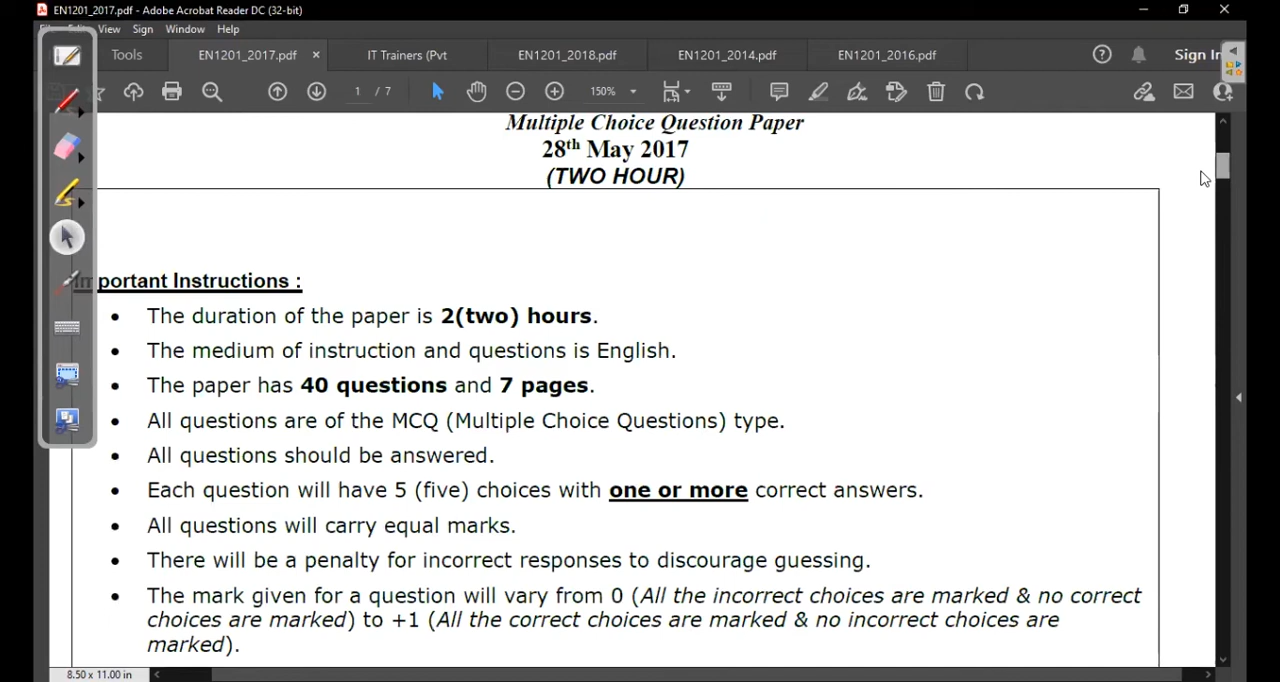 EN1201_2017.pdf - Adobe Acrobat Reader DC (32-bit)
View Sign Window Help
Tools EN1201_2017.pdf × IT Trainers (Pvt EN1201_2018.pdf EN1201_2014.pdf EN1201_2016.pdf Sign In
1 / 7 150%
Multiple Choice Question Paper
28th May 2017
(TWO HOUR)
Important Instructions :
• The duration of the paper is 2(two) hours.
• The medium of instruction and questions is English.
• The paper has 40 questions and 7 pages.
• All questions are of the MCQ (Multiple Choice Questions) type.
• All questions should be answered.
• Each question will have 5 (five) choices with one or more correct answers.
• All questions will carry equal marks.
• There will be a penalty for incorrect responses to discourage guessing.
• The mark given for a question will vary from 0 (All the incorrect choices are marked & no correct
choices are marked) to +1 (All the correct choices are marked & no incorrect choices are
marked).
8.50 x 11.00 in